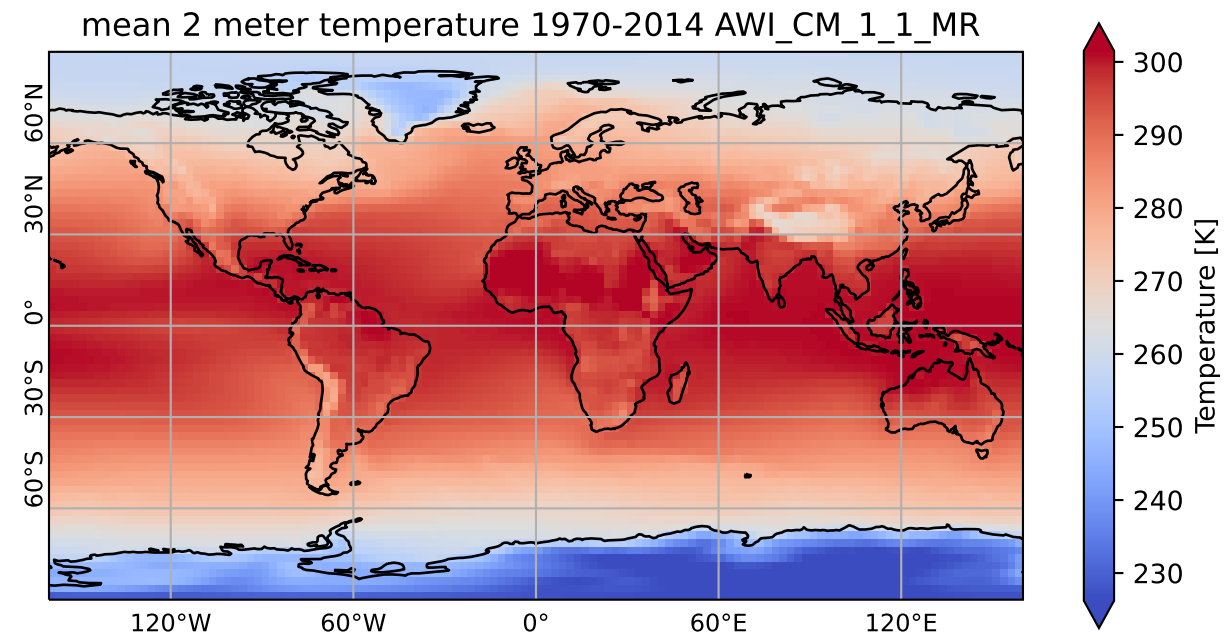 mean 2 meter temperature 1970-2014 AWI_CM_1_1_MR
60°N
30°N
0°
30°S
60°S
120°W
60°W
0°
60°E
120°E
300
290
280
270
260
250
240
230
Temperature [K]